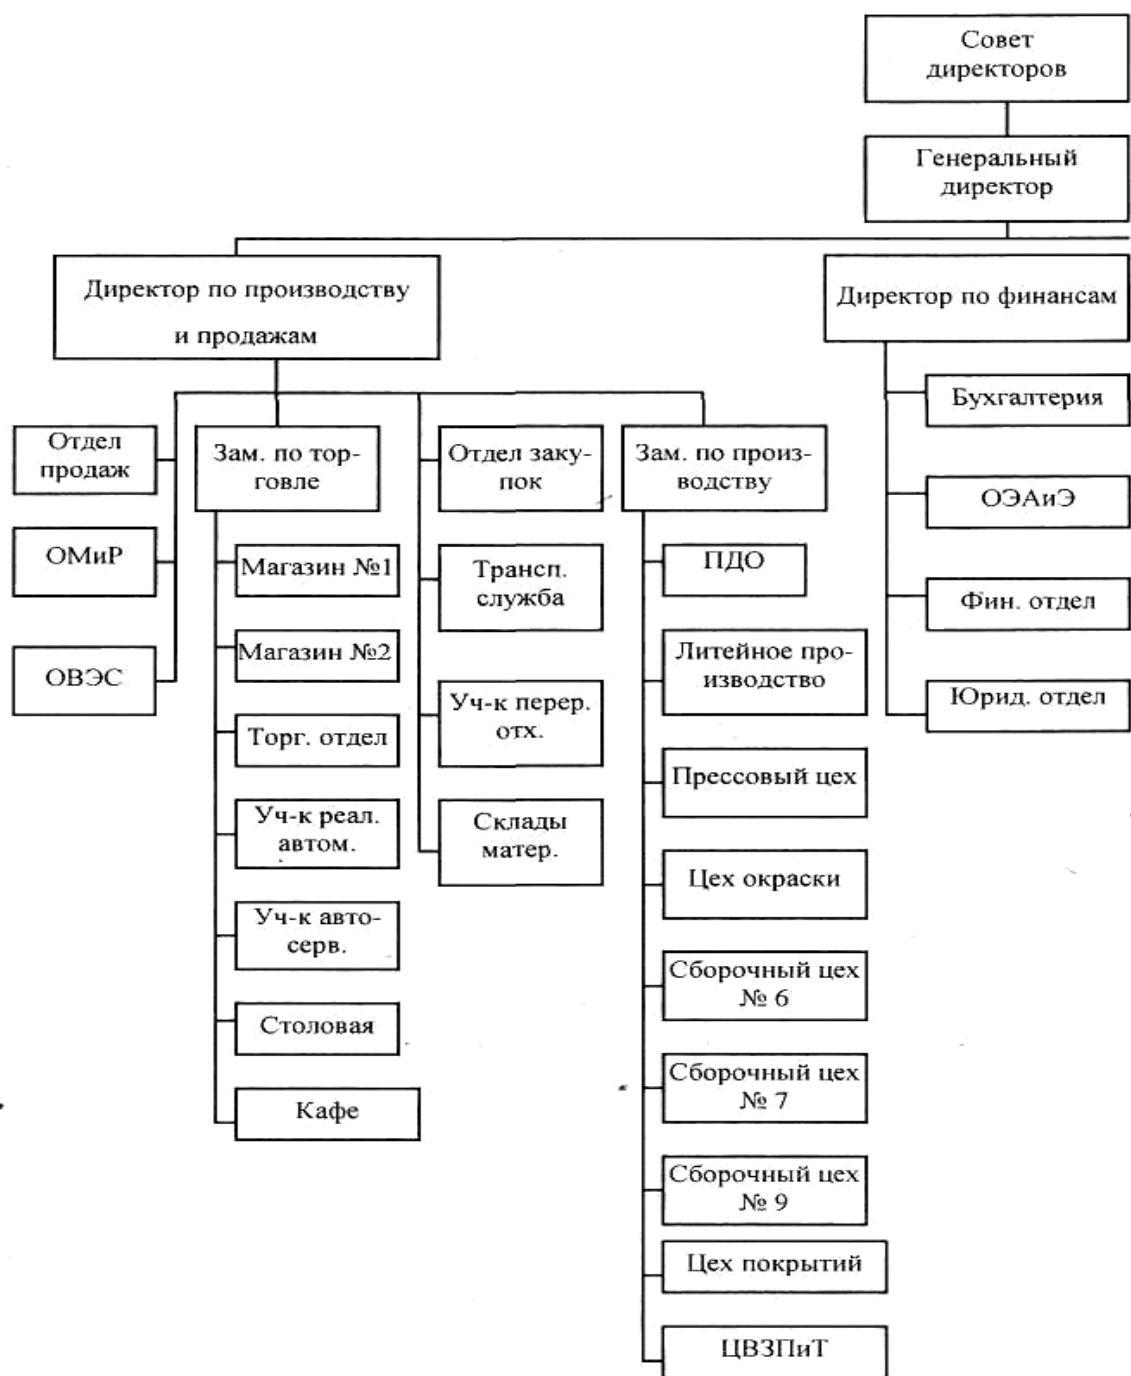 Совет
директоров
Генеральный
директор
Директор по производству
и продажам
Директор по финансам
Отдел
продаж
ОМиР
ОВЭС
Зам. по тор-
говле
Магазин №1
Магазин №2
Торг. отдел
Уч-к реал.
автом.
Уч-к авто-
серв.
Столовая
Кафе
Отдел заку-
пок
Трансп.
служба
Уч-к перер.
отх.
Склады
матер.
Зам. по произ-
водству
ПДО
Литейное про-
изводство
Прессовый цех
Цех окраски
Сборочный цех
№ 6
Сборочный цех
№ 7
Сборочный цех
№ 9
Цех покрытий
ЦВЗПиТ
Бухгалтерия
ОЭАиЭ
Фин. отдел
Юрид. отдел